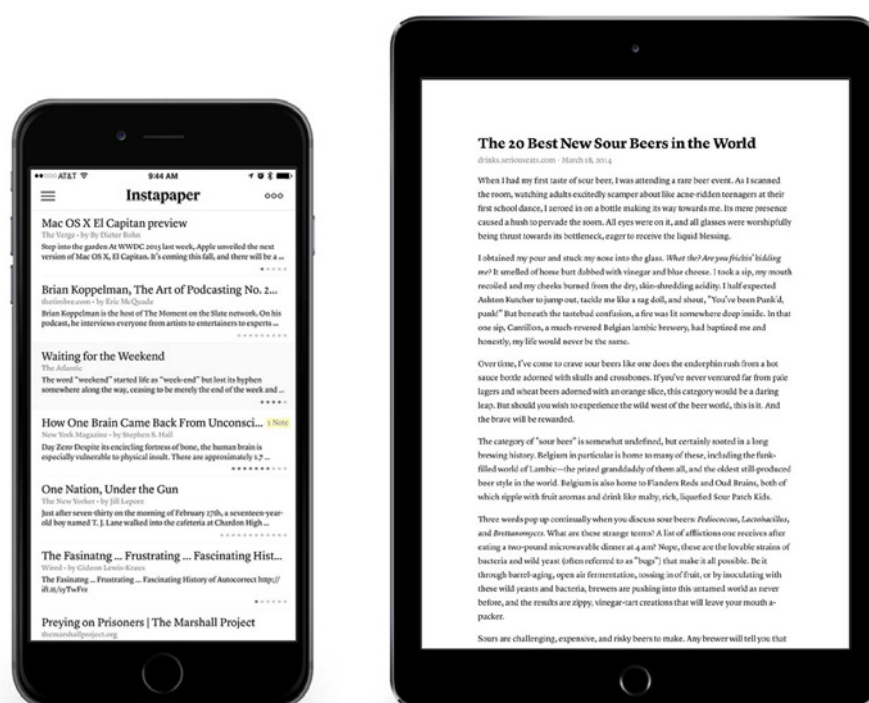 AT&T 9:44 AM
Instapaper
Mac OS X El Capitan preview
The Verge • by By Dieter Bohn
Step into the garden At WWDC 2015 last week, Apple unveiled the next
version of Mac OS X, El Capitan. It's coming this fall, and there will be a ...
Brian Koppelman, The Art of Podcasting No. 2...
thetimbre.com • by Eric McQuade
Brian Koppelman is the host of The Moment on the Slate network. On his
podcast, he interviews everyone from artists to entertainers to experts ...
Waiting for the Weekend
The Atlantic
The word "weekend" started life as "week-end" but lost its hyphen
somewhere along the way, ceasing to be merely the end of the week and ...
How One Brain Came Back From Unconsci... 1 Note
New York Magazine • by Stephen S. Hall
Day Zero Despite its encircling fortress of bone, the human brain is
especially vulnerable to physical insult. There are approximately 1.7 ...
One Nation, Under the Gun
The New Yorker • by Jill Lepore
Just after seven-thirty on the morning of February 27th, a seventeen-year-
old boy named T. J. Lane walked into the cafeteria at Chardon High ...
The Fasinatng ... Frustrating ... Fascinating Hist...
Wired • by Gideon Lewis-Kraus
The Fasinatng ... Frustrating ... Fascinating History of Autocorrect http://
ift.tt/1yTwFrz
Preying on Prisoners | The Marshall Project
themarshallproject.org
The 20 Best New Sour Beers in the World
drinks.seriouseats.com · March 18, 2014
When I had my first taste of sour beer, I was attending a rare beer event. As I scanned
the room, watching adults excitedly scamper about like acne-ridden teenagers at their
first school dance, I zeroed in on a bottle making its way towards me. Its mere presence
caused a hush to pervade the room. All eyes were on it, and all glasses were worshipfully
being thrust towards its bottleneck, eager to receive the liquid blessing.
I obtained my pour and stuck my nose into the glass. What the? Are you frickin' kidding
me? It smelled of horse butt dabbed with vinegar and blue cheese. I took a sip, my mouth
recoiled and my cheeks burned from the dry, skin-shredding acidity. I half expected
Ashton Kutcher to jump out, tackle me like a rag doll, and shout, "You've been Punk'd,
punk!" But beneath the tastebud confusion, a fire was lit somewhere deep inside. In that
one sip, Cantillon, a much-revered Belgian lambic brewery, had baptized me and
honestly, my life would never be the same.
Over time, I've come to crave sour beers like one does the endorphin rush from a hot
sauce bottle adorned with skulls and crossbones. If you've never ventured far from pale
lagers and wheat beers adorned with an orange slice, this category would be a daring
leap. But should you wish to experience the wild west of the beer world, this is it. And
the brave will be rewarded.
The category of "sour beer" is somewhat undefined, but certainly rooted in a long
brewing history. Belgium in particular is home to many of these, including the funk-
filled world of Lambic—the prized granddaddy of them all, and the oldest still-produced
beer style in the world. Belgium is also home to Flanders Reds and Oud Bruins, both of
which ripple with fruit aromas and drink like malty, rich, liquefied Sour Patch Kids.
Three words pop up continually when you discuss sour beers: Pediococcus, Lactobacillus,
and Brettanomyces. What are these strange terms? A list of afflictions one receives after
eating a two-pound microwavable dinner at 4 am? Nope, these are the lovable strains of
bacteria and wild yeast (often referred to as "bugs") that make it all possible. Be it
through barrel-aging, open air fermentation, tossing in of fruit, or by inoculating with
these wild yeasts and bacteria, brewers are pushing into this untamed world as never
before, and the results are zippy, vinegar-tart creations that will leave your mouth a-
pucker.
Sours are challenging, expensive, and risky beers to make. Any brewer will tell you that